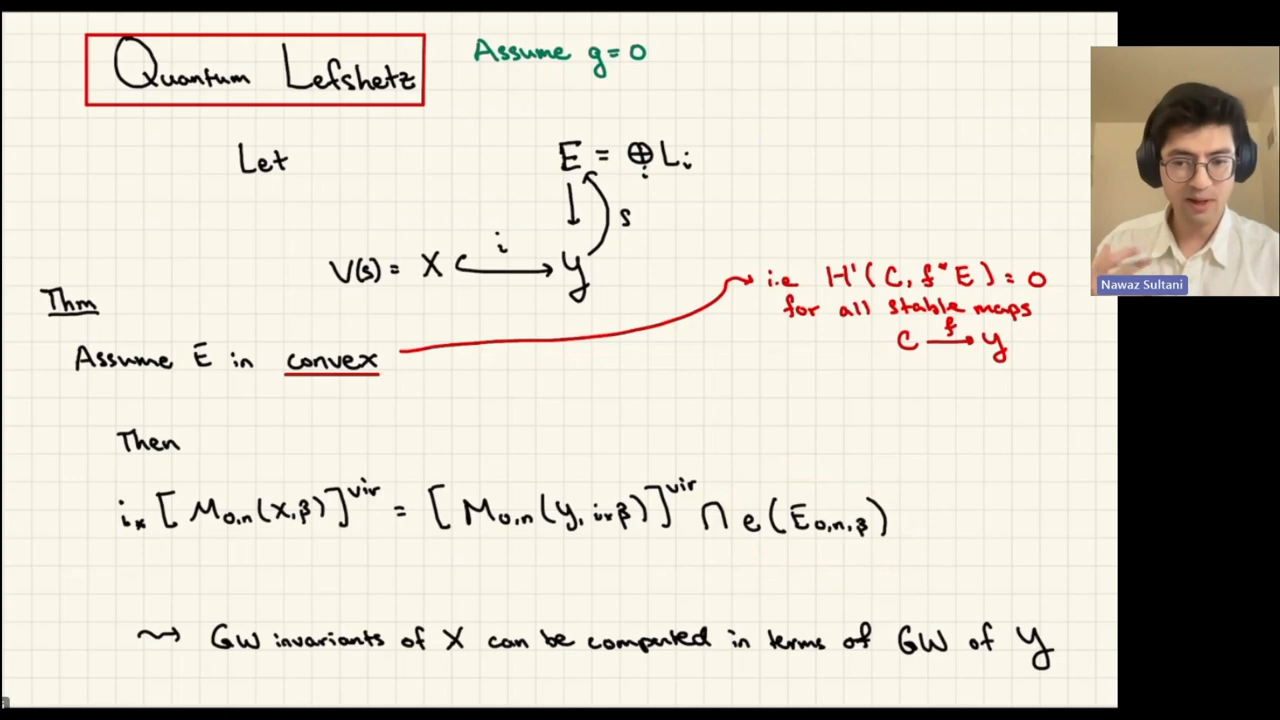 Quantum Lefshetz
Assume g=0
Let
E = ⊕ Lᵢ
i
s
V(s) = X ↪ Y
i
i.e H¹(C, f*E) = 0
for all stable maps
C →f Y
Thm
Assume E in convex
Then
i⁎[M₀,ₙ(X,β)]^vir = [M₀,ₙ(Y, i⁎β)]^vir ∩ e(E₀,ₙ,β)
⇝ GW invariants of X can be computed in terms of GW of Y
Nawaz Sultani